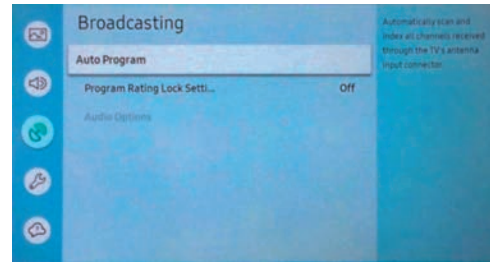 Broadcasting
Auto Program
Program Rating Lock Setti...
Off
Audio Options
Automatically scan and
index all channels received
through the TV's antenna
input connector.